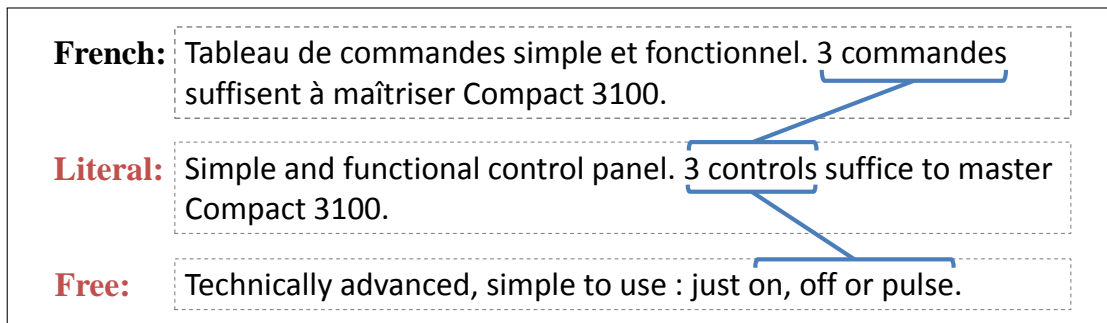 French: Tableau de commandes simple et fonctionnel. 3 commandes
suffisent à maîtriser Compact 3100.
Literal: Simple and functional control panel. 3 controls suffice to master
Compact 3100.
Free: Technically advanced, simple to use : just on, off or pulse.